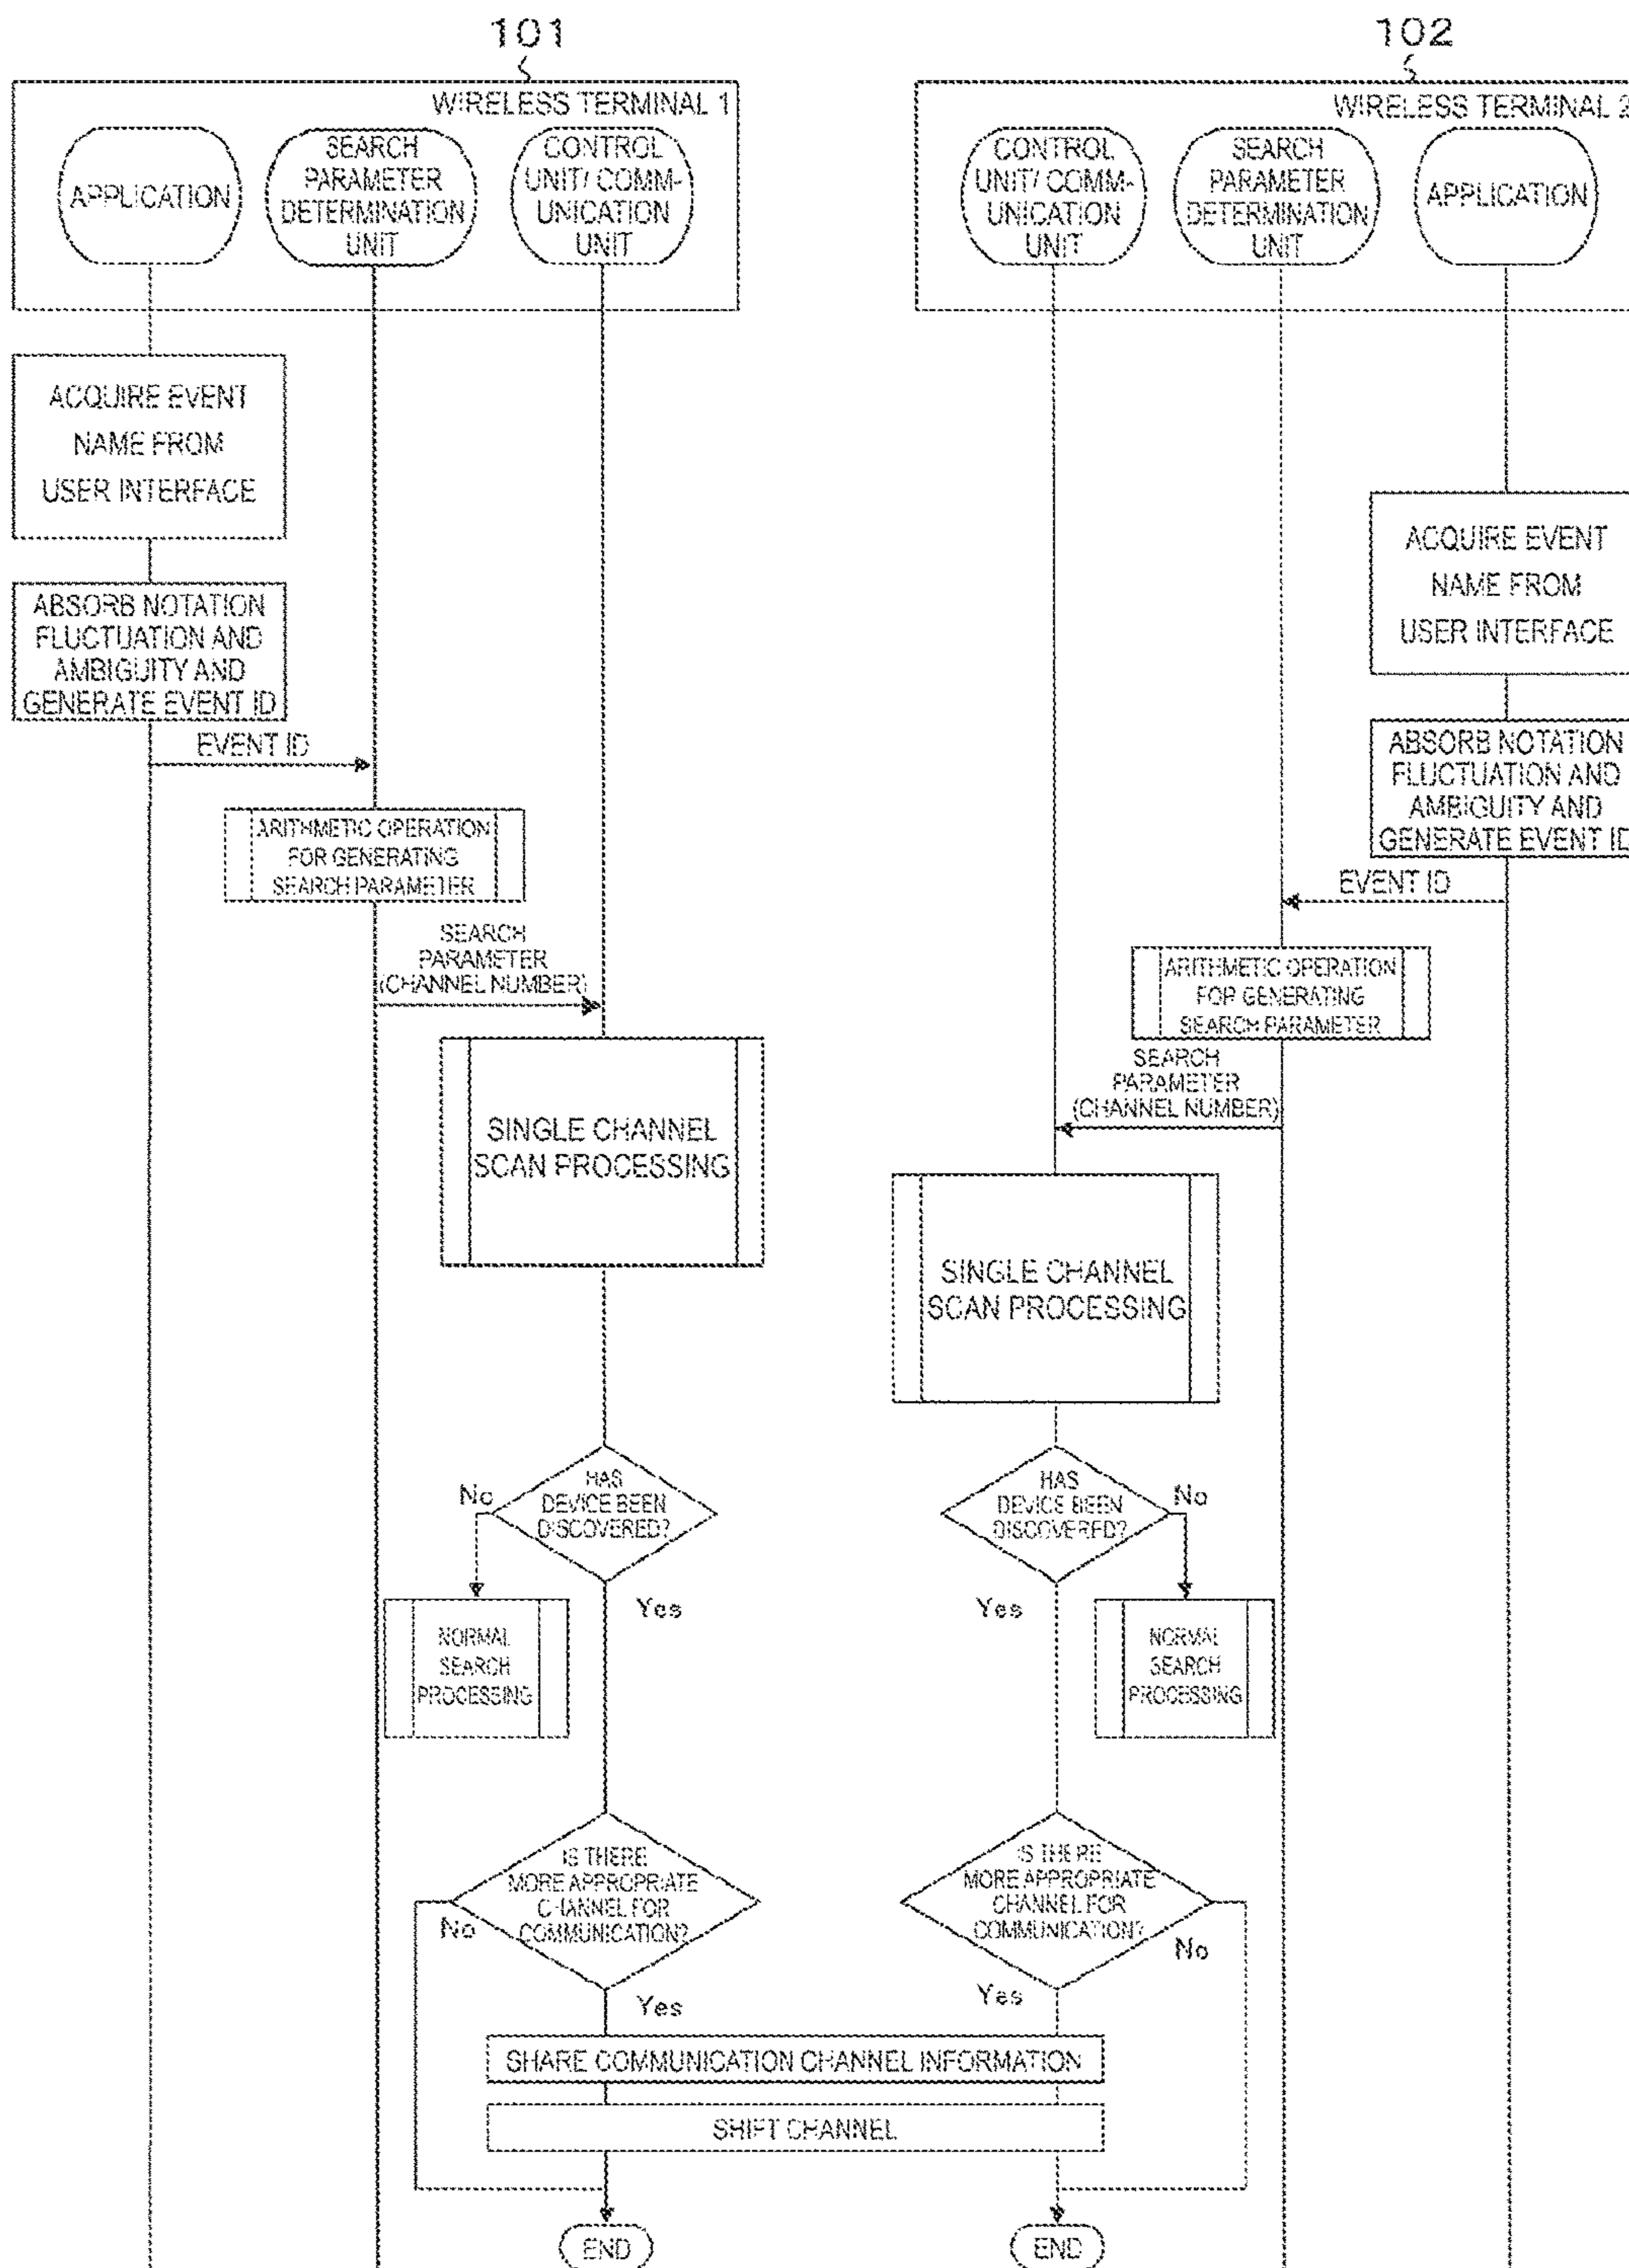 101
102
WIRELESS TERMINAL 1
WIRELESS TERMINAL 2
APPLICATION
SEARCH
PARAMETER
DETERMINATION
UNIT
CONTROL
UNIT/ COMM-
UNICATION
UNIT
CONTROL
UNIT/ COMM-
UNICATION
UNIT
SEARCH
PARAMETER
DETERMINATION
UNIT
APPLICATION
ACQUIRE EVENT
NAME FROM
USER INTERFACE
ACQUIRE EVENT
NAME FROM
USER INTERFACE
ABSORB NOTATION
FLUCTUATION AND
AMBIGUITY AND
GENERATE EVENT ID
ABSORB NOTATION
FLUCTUATION AND
AMBIGUITY AND
GENERATE EVENT ID
EVENT ID
EVENT ID
ARITHMETIC OPERATION
FOR GENERATING
SEARCH PARAMETER
ARITHMETIC OPERATION
FOR GENERATING
SEARCH PARAMETER
SEARCH
PARAMETER
(CHANNEL NUMBER)
SEARCH
PARAMETER
(CHANNEL NUMBER)
SINGLE CHANNEL
SCAN PROCESSING
SINGLE CHANNEL
SCAN PROCESSING
HAS
DEVICE BEEN
DISCOVERED?
No
Yes
HAS
DEVICE BEEN
DISCOVERED?
No
Yes
NORMAL
SEARCH
PROCESSING
NORMAL
SEARCH
PROCESSING
IS THERE
MORE APPROPRIATE
CHANNEL FOR
COMMUNICATION?
No
Yes
IS THERE
MORE APPROPRIATE
CHANNEL FOR
COMMUNICATION?
No
Yes
SHARE COMMUNICATION CHANNEL INFORMATION
SHIFT CHANNEL
END
END